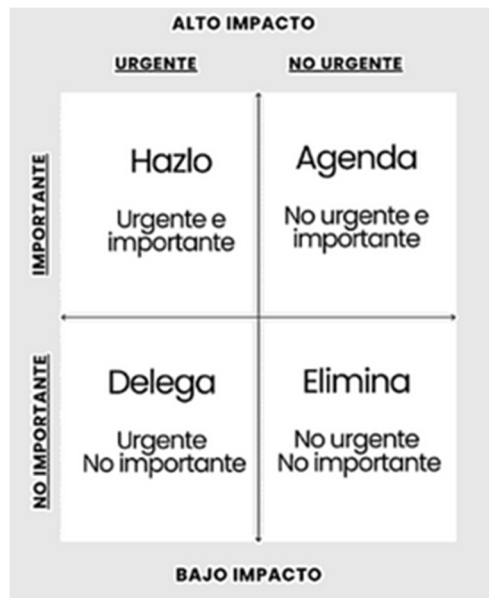 ALTO IMPACTO
URGENTE
NO URGENTE
IMPORTANTE
Hazlo
Urgente e
importante
Agenda
No urgente e
importante
NO IMPORTANTE
Delega
Urgente
No importante
Elimina
No urgente
No importante
BAJO IMPACTO